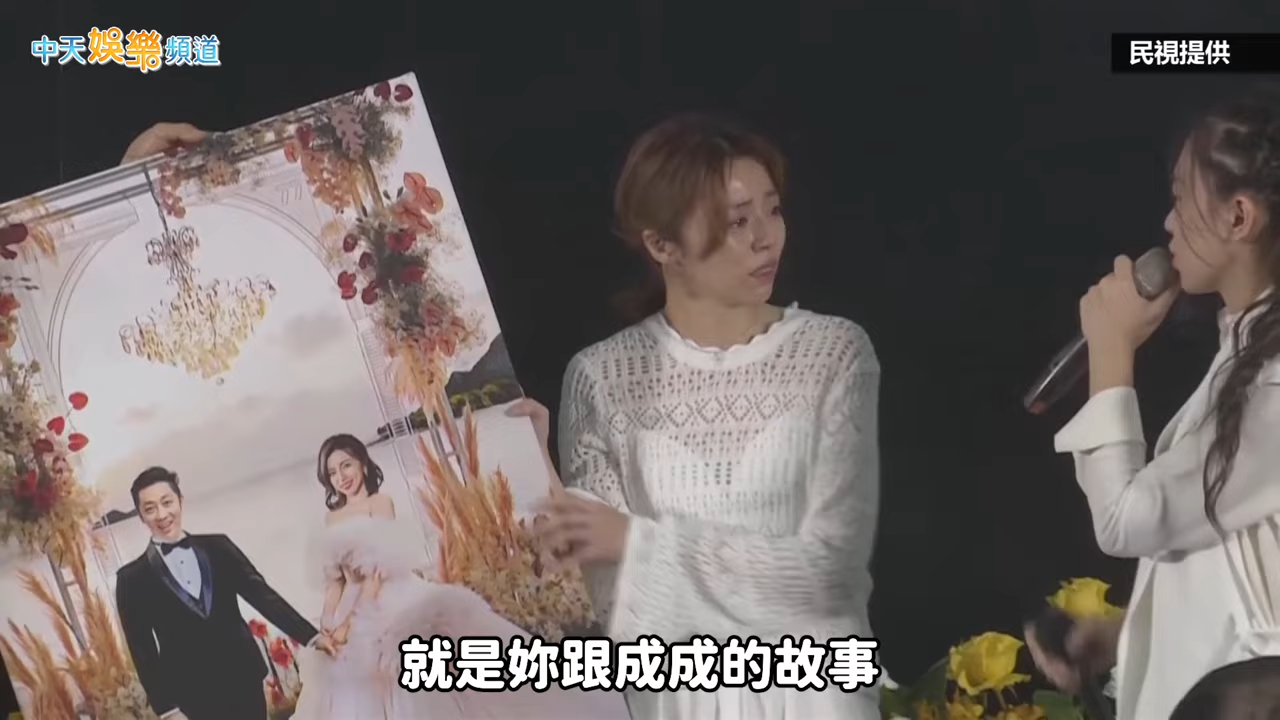 中天娛樂頻道
民視提供
就是妳跟成成的故事